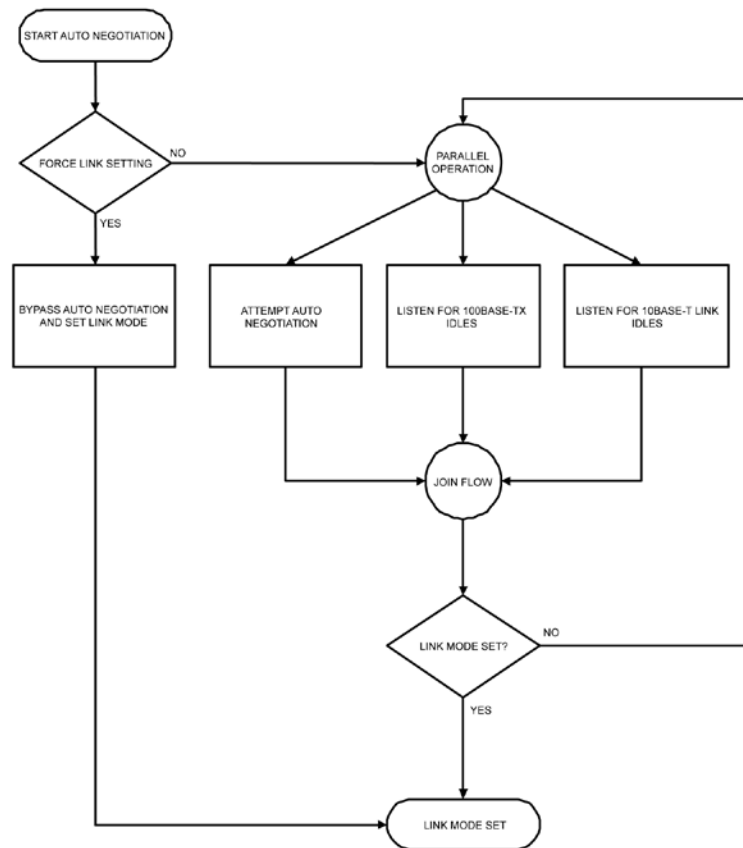 START AUTO NEGOTIATION
FORCE LINK SETTING
NO
PARALLEL
OPERATION
YES
BYPASS AUTO NEGOTIATION
AND SET LINK MODE
ATTEMPT AUTO
NEGOTIATION
LISTEN FOR 100BASE-TX
IDLES
LISTEN FOR 10BASE-T LINK
IDLES
JOIN FLOW
LINK MODE SET?
NO
YES
LINK MODE SET